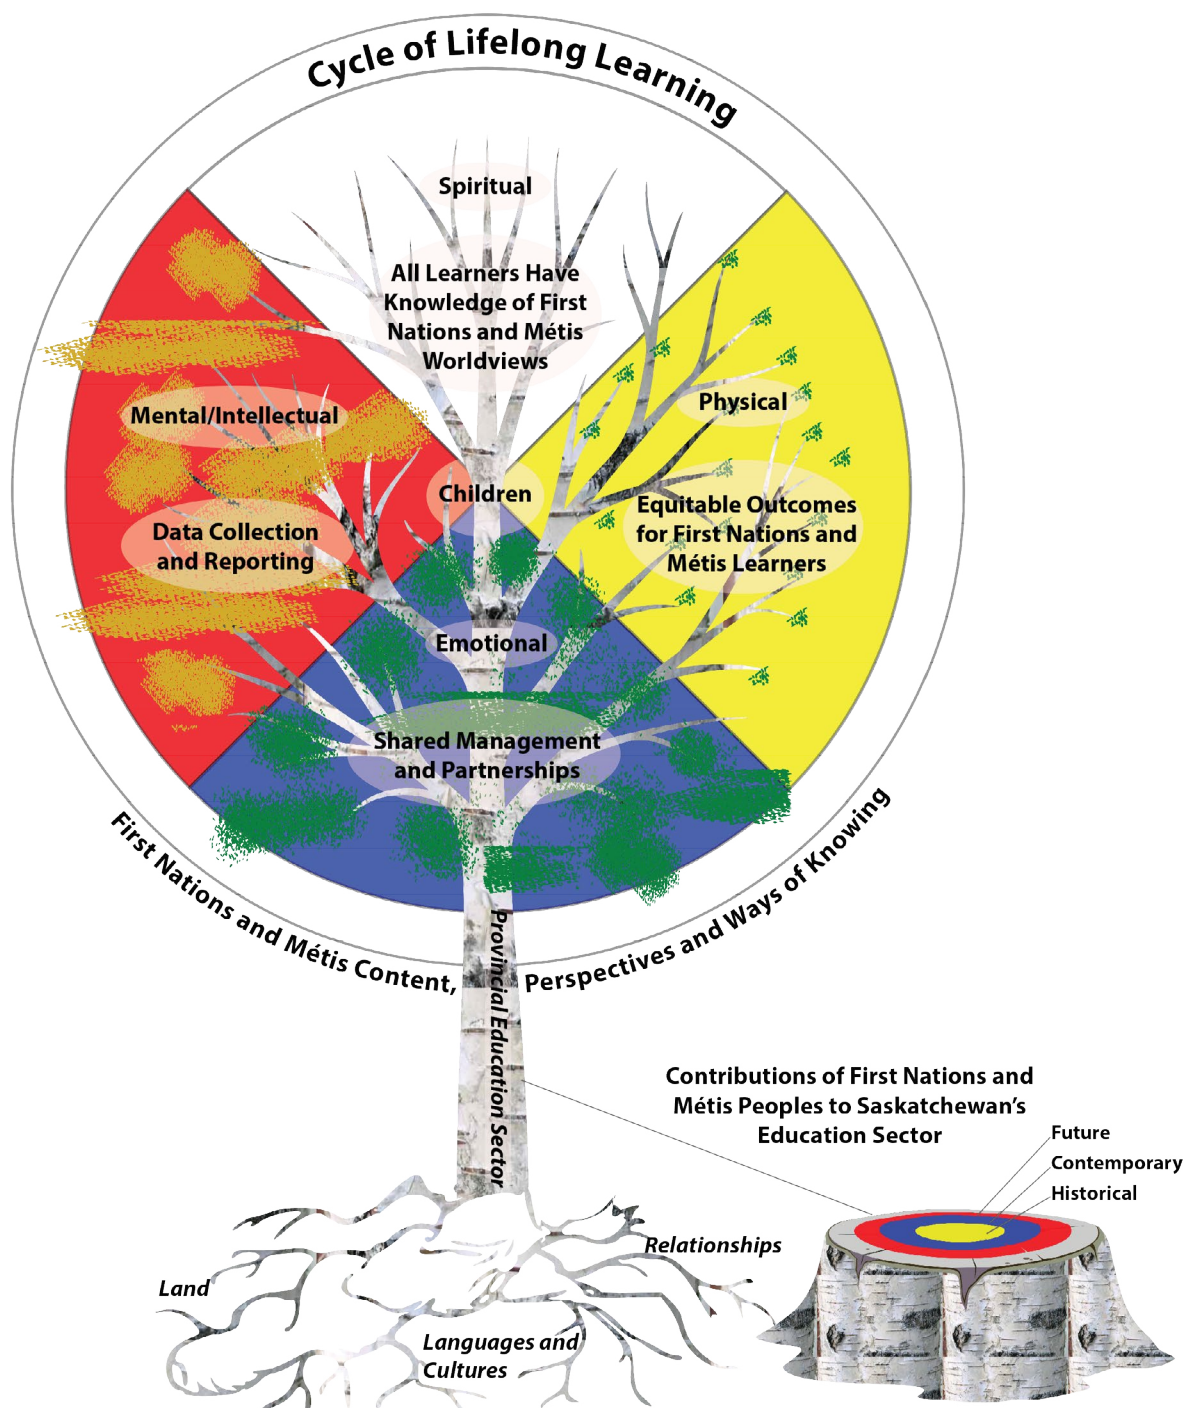 Cycle of Lifelong Learning
Spiritual
All Learners Have
Knowledge of First
Nations and Métis
Worldviews
Mental/Intellectual
Physical
Children
Data Collection
and Reporting
Equitable Outcomes
for First Nations and
Métis Learners
Emotional
Shared Management
and Partnerships
First Nations and Métis Content, Perspectives and Ways of Knowing
Provincial Education Sector
Contributions of First Nations and
Métis Peoples to Saskatchewan’s
Education Sector
Future
Contemporary
Historical
Relationships
Land
Languages and
Cultures